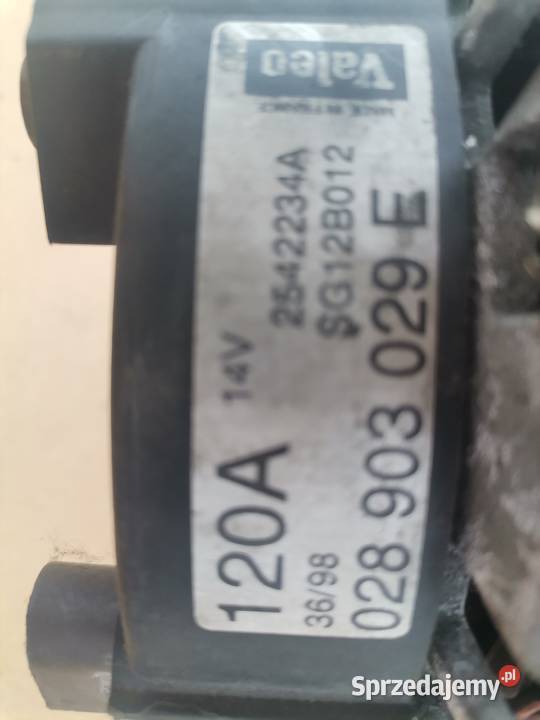 Valeo
120A 14V 2542234A
SG12B012
36/98
028 903 029 E
Sprzedajemy.pl